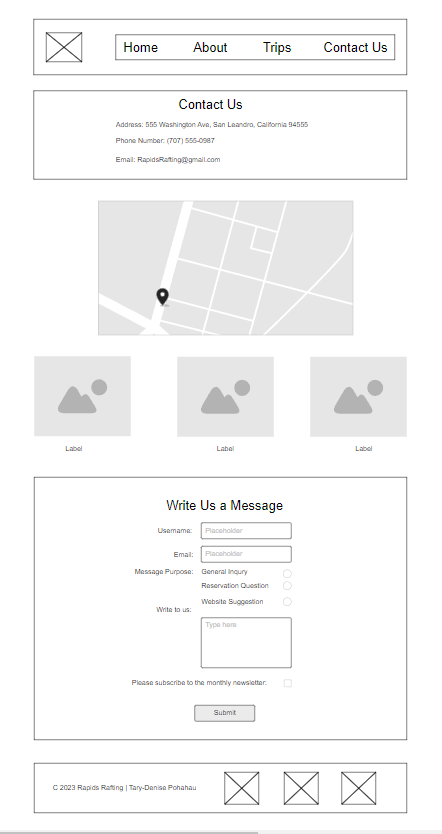 Home About Trips Contact Us
Contact Us
Address: 555 Washington Ave, San Leandro, California 94555
Phone Number: (707) 555-0987
Email: RapidsRafting@gmail.com
Label Label Label
Write Us a Message
Username: Placeholder
Email: Placeholder
Message Purpose: General Inqury
Reservation Question
Website Suggestion
Write to us:
Type here
Please subscribe to the monthly newsletter:
Submit
C 2023 Rapids Rafting | Tary-Denise Pohahau